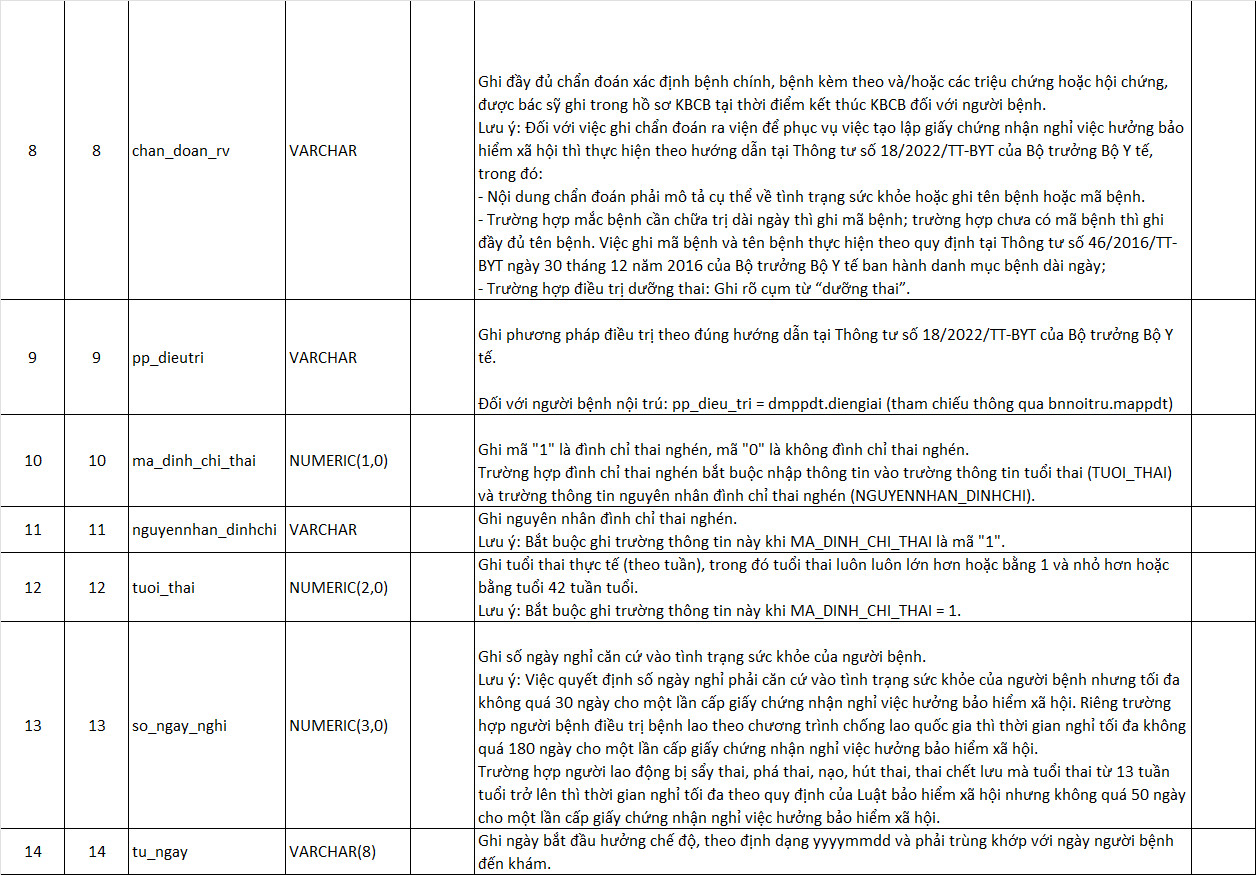 Ghi đầy đủ chẩn đoán xác định bệnh chính, bệnh kèm theo và/hoặc các triệu chứng hoặc hội chứng,
được bác sỹ ghi trong hồ sơ KBCB tại thời điểm kết thúc KBCB đối với người bệnh.
Lưu ý: Đối với việc ghi chẩn đoán ra viện để phục vụ việc tạo lập giấy chứng nhận nghỉ việc hưởng bảo
8 8 chan_doan_rv VARCHAR hiểm xã hội thì thực hiện theo hướng dẫn tại Thông tư số 18/2022/TT-BYT của Bộ trưởng Bộ Y tế,
trong đó:
- Nội dung chẩn đoán phải mô tả cụ thể về tình trạng sức khỏe hoặc ghi tên bệnh hoặc mã bệnh.
- Trường hợp mắc bệnh cần chữa trị dài ngày thì ghi mã bệnh; trường hợp chưa có mã bệnh thì ghi
đầy đủ tên bệnh. Việc ghi mã bệnh và tên bệnh thực hiện theo quy định tại Thông tư số 46/2016/TT-
BYT ngày 30 tháng 12 năm 2016 của Bộ trưởng Bộ Y tế ban hành danh mục bệnh dài ngày;
- Trường hợp điều trị dưỡng thai: Ghi rõ cụm từ “dưỡng thai”.
Ghi phương pháp điều trị theo đúng hướng dẫn tại Thông tư số 18/2022/TT-BYT của Bộ trưởng Bộ Y
9 9 pp_dieutri VARCHAR tế.
Đối với người bệnh nội trú: pp_dieu_tri = dmppdt.diengiai (tham chiếu thông qua bnnoitru.mappdt)
Ghi mã "1" là đình chỉ thai nghén, mã "0" là không đình chỉ thai nghén.
10 10 ma_dinh_chi_thai NUMERIC(1,0) Trường hợp đình chỉ thai nghén bắt buộc nhập thông tin vào trường thông tin tuổi thai (TUOI_THAI)
và trường thông tin nguyên nhân đình chỉ thai nghén (NGUYENNHAN_DINHCHI).
11 11 nguyennhan_dinhchi VARCHAR Ghi nguyên nhân đình chỉ thai nghén.
Lưu ý: Bắt buộc ghi trường thông tin này khi MA_DINH_CHI_THAI là mã "1".
Ghi tuổi thai thực tế (theo tuần), trong đó tuổi thai luôn luôn lớn hơn hoặc bằng 1 và nhỏ hơn hoặc
12 12 tuoi_thai NUMERIC(2,0) bằng tuổi 42 tuần tuổi.
Lưu ý: Bắt buộc ghi trường thông tin này khi MA_DINH_CHI_THAI = 1.
Ghi số ngày nghỉ căn cứ vào tình trạng sức khỏe của người bệnh.
Lưu ý: Việc quyết định số ngày nghỉ phải căn cứ vào tình trạng sức khỏe của người bệnh nhưng tối đa
không quá 30 ngày cho một lần cấp giấy chứng nhận nghỉ việc hưởng bảo hiểm xã hội. Riêng trường
13 13 so_ngay_nghi NUMERIC(3,0) hợp người bệnh điều trị bệnh lao theo chương trình chống lao quốc gia thì thời gian nghỉ tối đa không
quá 180 ngày cho một lần cấp giấy chứng nhận nghỉ việc hưởng bảo hiểm xã hội.
Trường hợp người lao động bị sẩy thai, phá thai, nạo, hút thai, thai chết lưu mà tuổi thai từ 13 tuần
tuổi trở lên thì thời gian nghỉ tối đa theo quy định của Luật bảo hiểm xã hội nhưng không quá 50 ngày
cho một lần cấp giấy chứng nhận nghỉ việc hưởng bảo hiểm xã hội.
14 14 tu_ngay VARCHAR(8) Ghi ngày bắt đầu hưởng chế độ, theo định dạng yyyymmdd và phải trùng khớp với ngày người bệnh
đến khám.